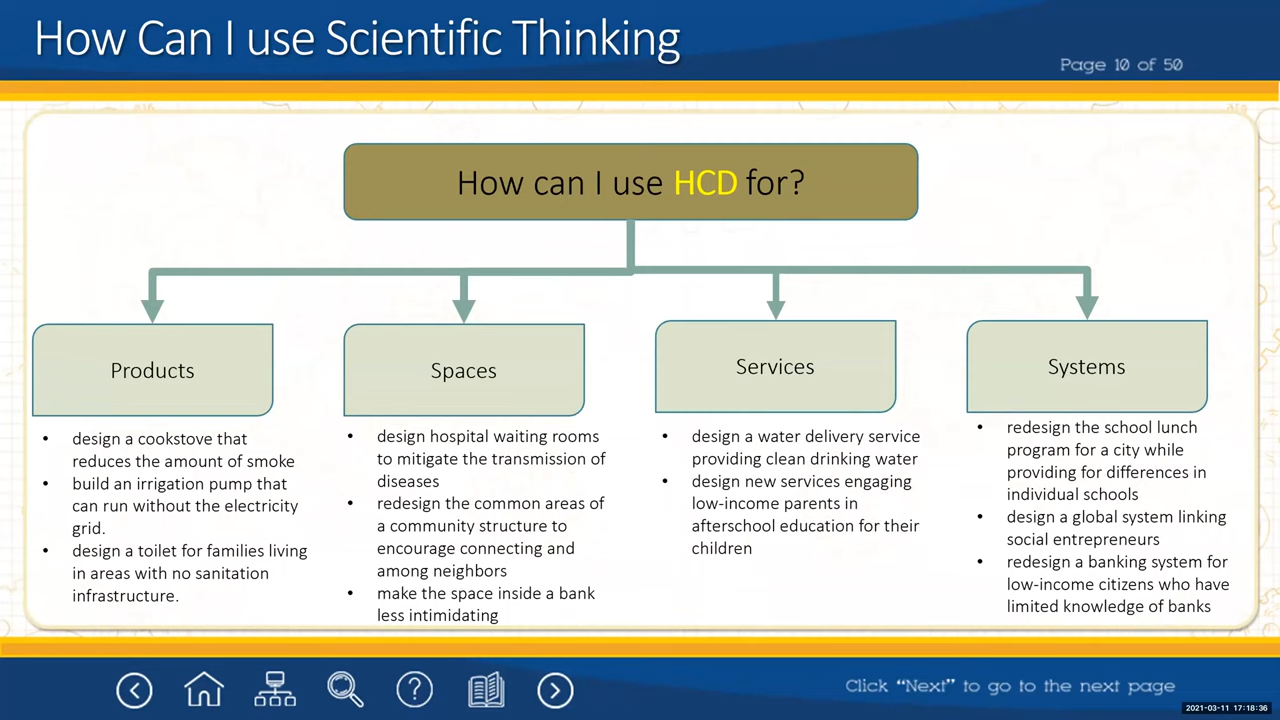 How Can I use Scientific Thinking
Page 10 of 50
How can I use HCD for?
Products
Spaces
Services
Systems
• design a cookstove that
reduces the amount of smoke
• build an irrigation pump that
can run without the electricity
grid.
• design a toilet for families living
in areas with no sanitation
infrastructure.
• design hospital waiting rooms
to mitigate the transmission of
diseases
• redesign the common areas of
a community structure to
encourage connecting and
among neighbors
• make the space inside a bank
less intimidating
• design a water delivery service
providing clean drinking water
• design new services engaging
low-income parents in
afterschool education for their
children
• redesign the school lunch
program for a city while
providing for differences in
individual schools
• design a global system linking
social entrepreneurs
• redesign a banking system for
low-income citizens who have
limited knowledge of banks
Click “Next” to go to the next page
2021-03-11 17:18:36